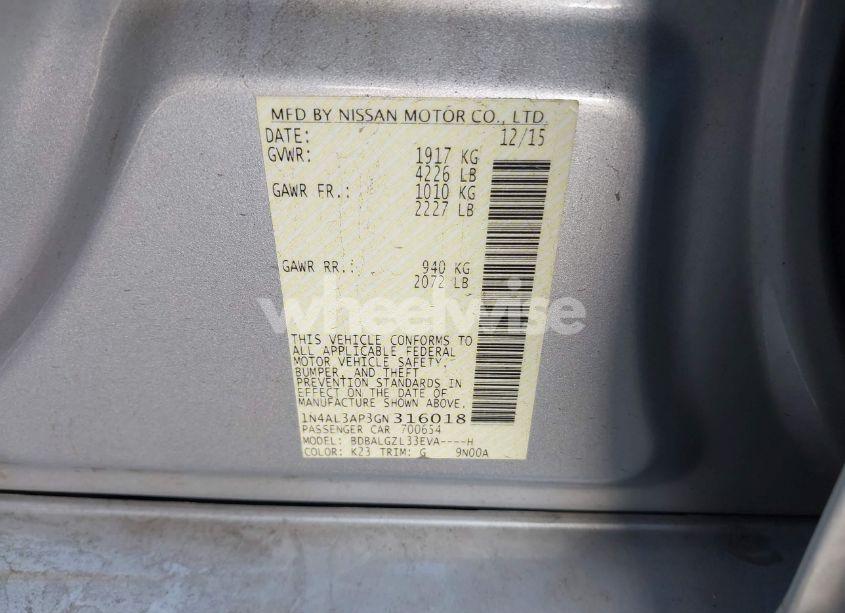 MFD BY NISSAN MOTOR CO., LTD.
DATE: 12/15
GVWR: 1917 KG
4226 LB
GAWR FR.: 1010 KG
2227 LB
GAWR RR.: 940 KG
2072 LB
wheelwise
THIS VEHICLE CONFORMS TO
ALL APPLICABLE FEDERAL
MOTOR VEHICLE SAFETY,
BUMPER, AND THEFT
PREVENTION STANDARDS IN
EFFECT ON THE DATE OF
MANUFACTURE SHOWN ABOVE.
1N4AL3AP3GN316018
PASSENGER CAR 700654
MODEL: BDBALGZL33EVA----H
COLOR: K23 TRIM: G 9N00A